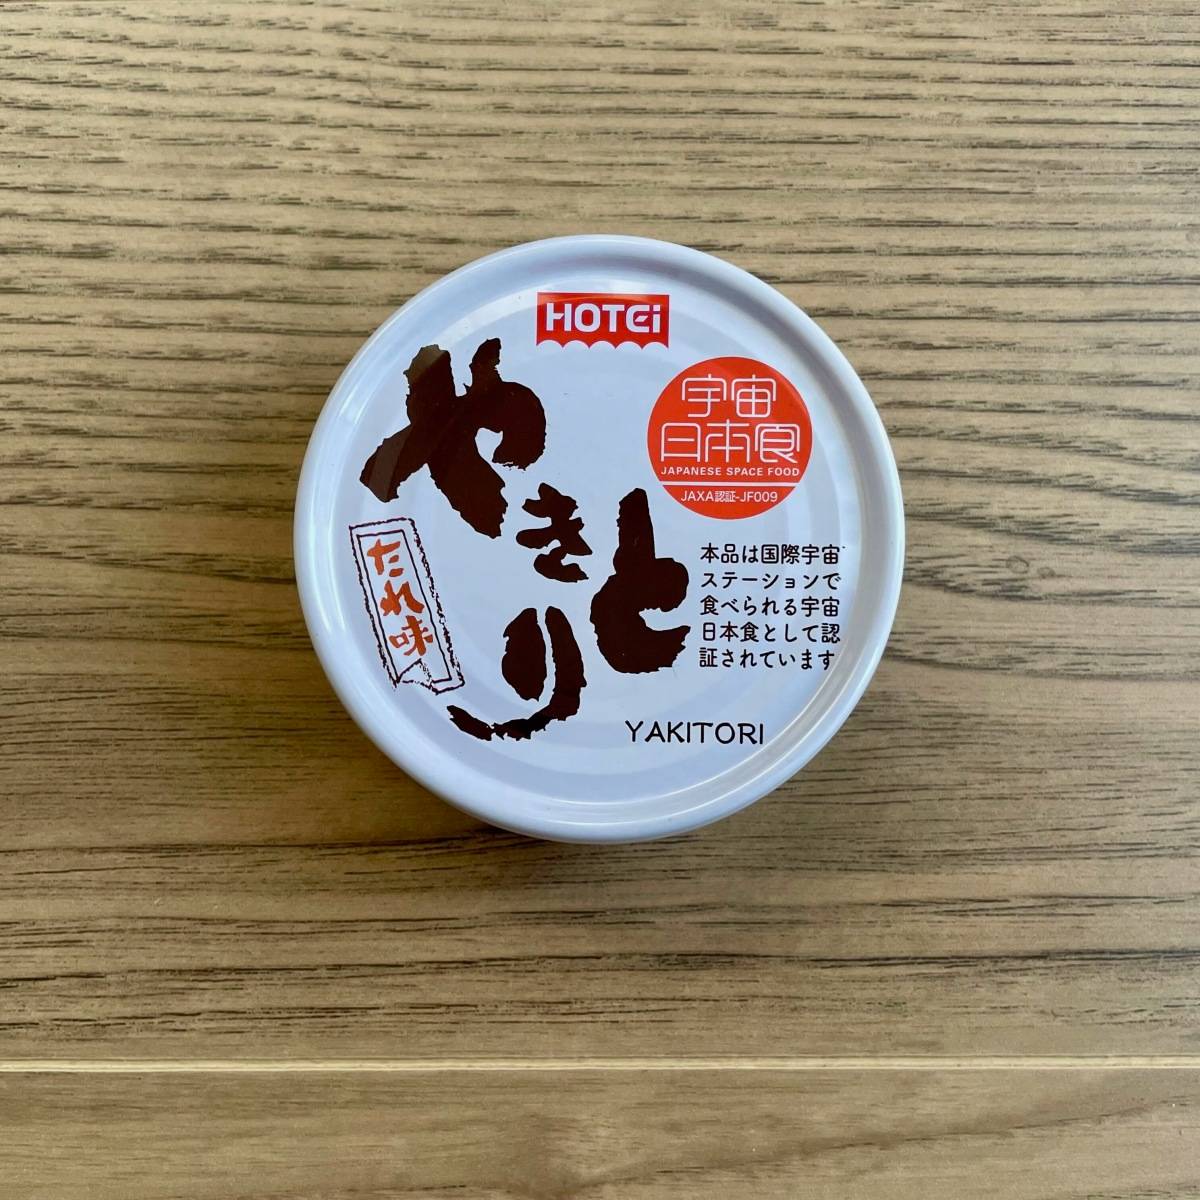 HOTEi
やきとり
たれ味
宇宙
日本食
JAPANESE SPACE FOOD
JAXA認証-JF009
本品は国際宇宙
ステーションで
食べられる宇宙
日本食として認
証されています
YAKITORI